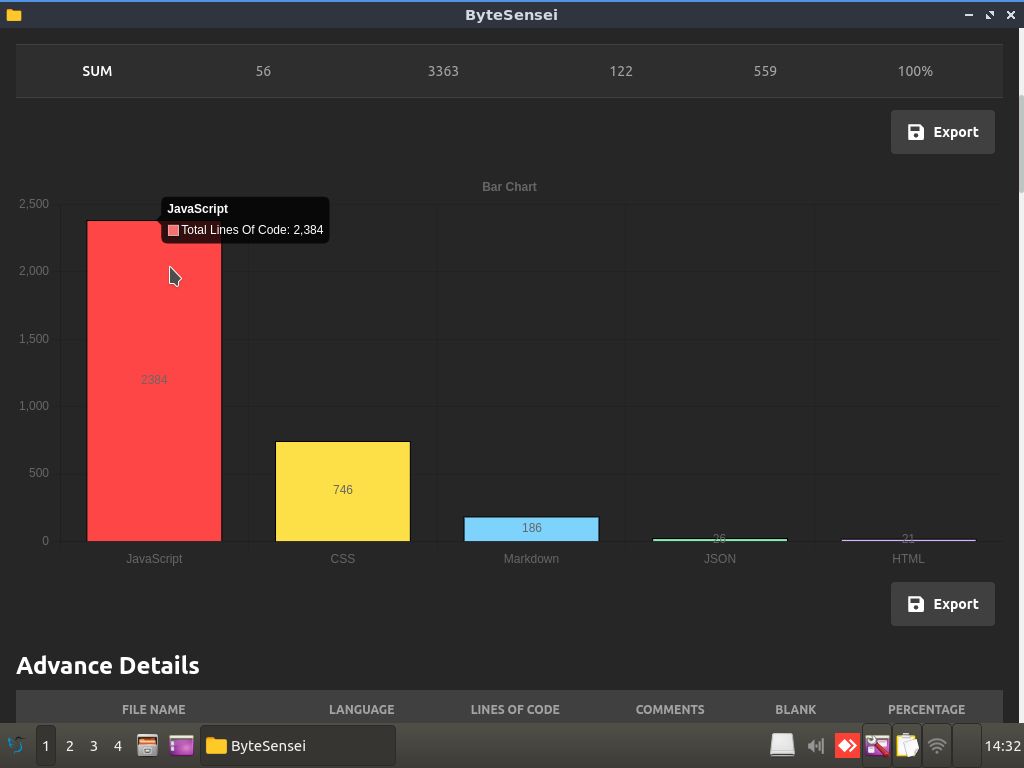 ByteSensei
SUM 56 3363 122 559 100%
Export
Bar Chart
2,500
JavaScript
Total Lines Of Code: 2,384
2,000
1,500
2384
1,000
500
746
186
26
21
0
JavaScript CSS Markdown JSON HTML
Export
Advance Details
FILE NAME LANGUAGE LINES OF CODE COMMENTS BLANK PERCENTAGE
1 2 3 4 ByteSensei 14:32